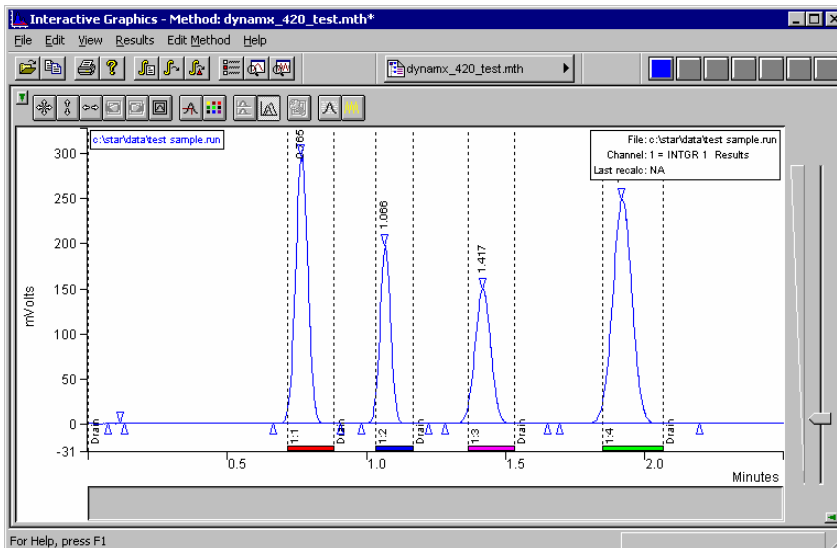 Interactive Graphics - Method: dynamx_420_test.mth*
File Edit View Results Edit Method Help
dynamx_420_test.mth
c:\star\data\test sample.run
File: c:\star\data\test sample.run
Channel: 1 = INTGR 1 Results
Last recalc: NA
300
250
200
150
100
50
0
-31
mVolts
1.066
1.417
Drain
1:1
Drain
1:2
Drain
1:3
Drain
1:4
Drain
0.5
1.0
1.5
2.0
Minutes
For Help, press F1